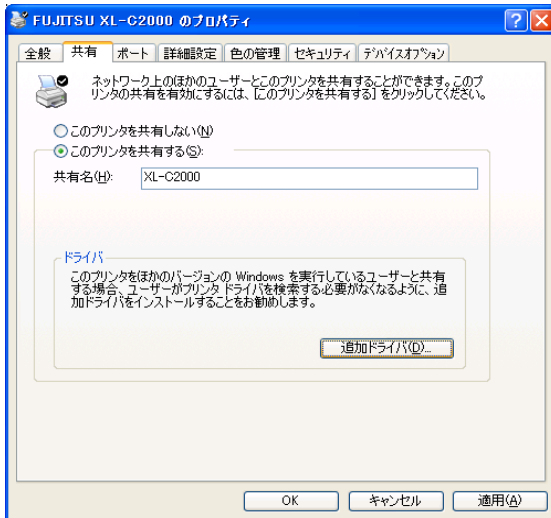 FUJITSU XL-C2000 のプロパティ
全般 共有 ポート 詳細設定 色の管理 セキュリティ デバイスオプション
ネットワーク上のほかのユーザーとこのプリンタを共有することができます。このプ
リンタの共有を有効にするには、[このプリンタを共有する] をクリックしてください。
このプリンタを共有しない(N)
このプリンタを共有する(S):
共有名(H): XL-C2000
ドライバ
このプリンタをほかのバージョンの Windows を実行しているユーザーと共有
する場合、ユーザーがプリンタ ドライバを検索する必要がなくなるように、追
加ドライバをインストールすることをお勧めします。
追加ドライバ(D)...
OK キャンセル 適用(A)